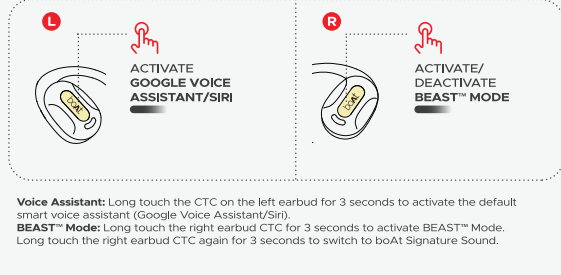 L
ACTIVATE
GOOGLE VOICE
ASSISTANT/SIRI
boAt
R
ACTIVATE/
DEACTIVATE
BEAST™ MODE
boAt
Voice Assistant: Long touch the CTC on the left earbud for 3 seconds to activate the default
smart voice assistant (Google Voice Assistant/Siri).
BEAST™ Mode: Long touch the right earbud CTC for 3 seconds to activate BEAST™ Mode.
Long touch the right earbud CTC again for 3 seconds to switch to boAt Signature Sound.